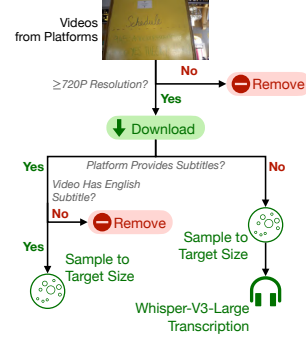 Videos
from Platforms
Schedule
≥720P Resolution?
No
Remove
Yes
Download
Platform Provides Subtitles?
Yes
No
Video Has English
Subtitle?
No
Remove
Yes
Sample to
Target Size
Sample to
Target Size
Whisper-V3-Large
Transcription